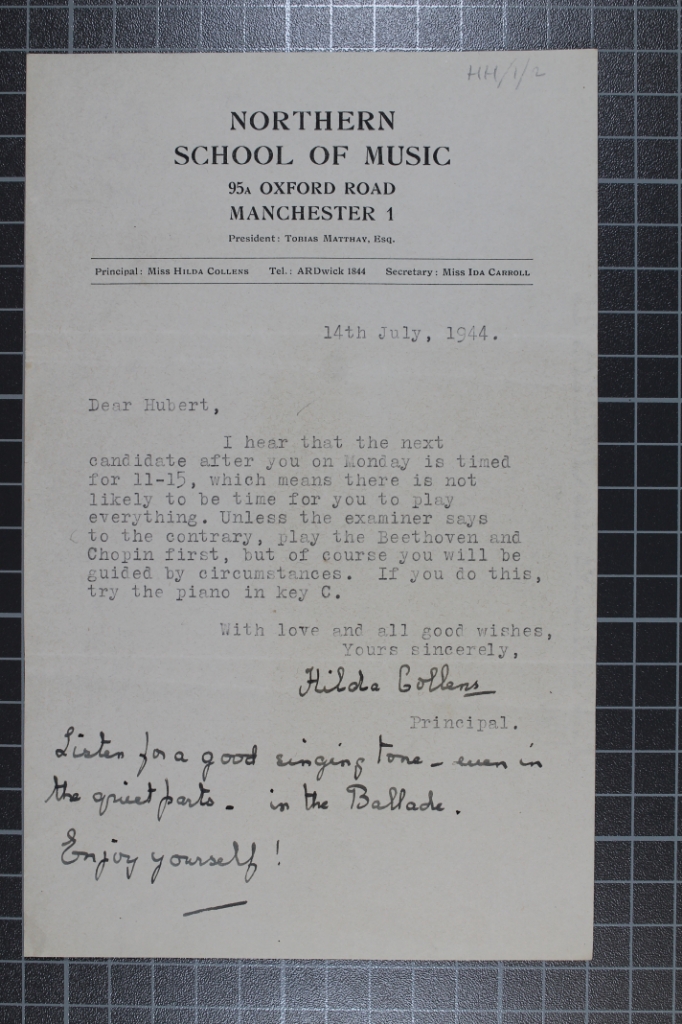 HH/1/2
NORTHERN
SCHOOL OF MUSIC
95A OXFORD ROAD
MANCHESTER 1
President: Tobias Matthay, Esq.
Principal: Miss Hilda Collens Tel.: ARDwick 1844 Secretary: Miss Ida Carroll
14th July, 1944.
Dear Hubert,
I hear that the next
candidate after you on Monday is timed
for 11-15, which means there is not
likely to be time for you to play
everything. Unless the examiner says
to the contrary, play the Beethoven and
Chopin first, but of course you will be
guided by circumstances. If you do this,
try the piano in key C.
With love and all good wishes,
Yours sincerely,
Hilda Collens
Principal.
Listen for a good singing tone - even in
the quiet parts - in the Ballade.
Enjoy yourself!